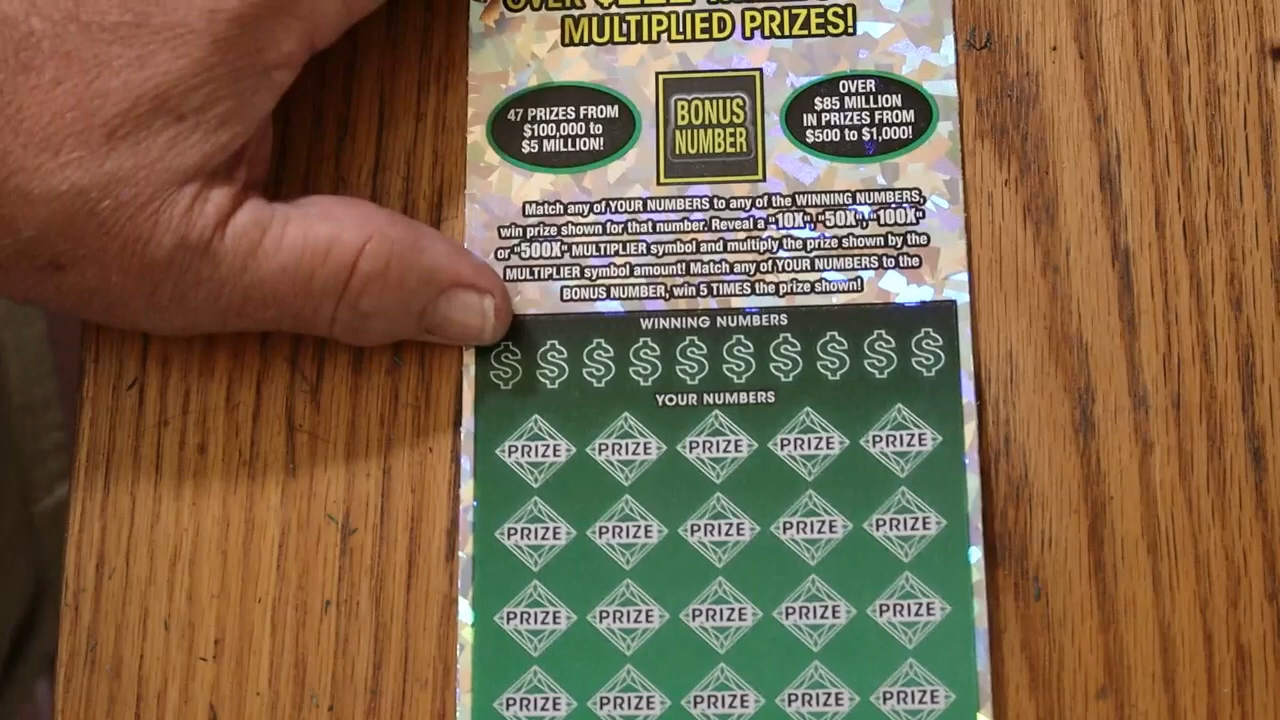 OVER
MULTIPLIED PRIZES!
47 PRIZES FROM
$100,000 to
$5 MILLION!
BONUS
NUMBER
OVER
$85 MILLION
IN PRIZES FROM
$500 to $1,000!
Match any of YOUR NUMBERS to any of the WINNING NUMBERS,
win prize shown for that number. Reveal a "10X", "50X", "100X"
or "500X" MULTIPLIER symbol and multiply the prize shown by the
MULTIPLIER symbol amount! Match any of YOUR NUMBERS to the
BONUS NUMBER, win 5 TIMES the prize shown!
WINNING NUMBERS
$ $ $ $ $ $ $ $ $ $
YOUR NUMBERS
PRIZE PRIZE PRIZE PRIZE PRIZE
PRIZE PRIZE PRIZE PRIZE PRIZE
PRIZE PRIZE PRIZE PRIZE PRIZE
PRIZE PRIZE PRIZE PRIZE PRIZE